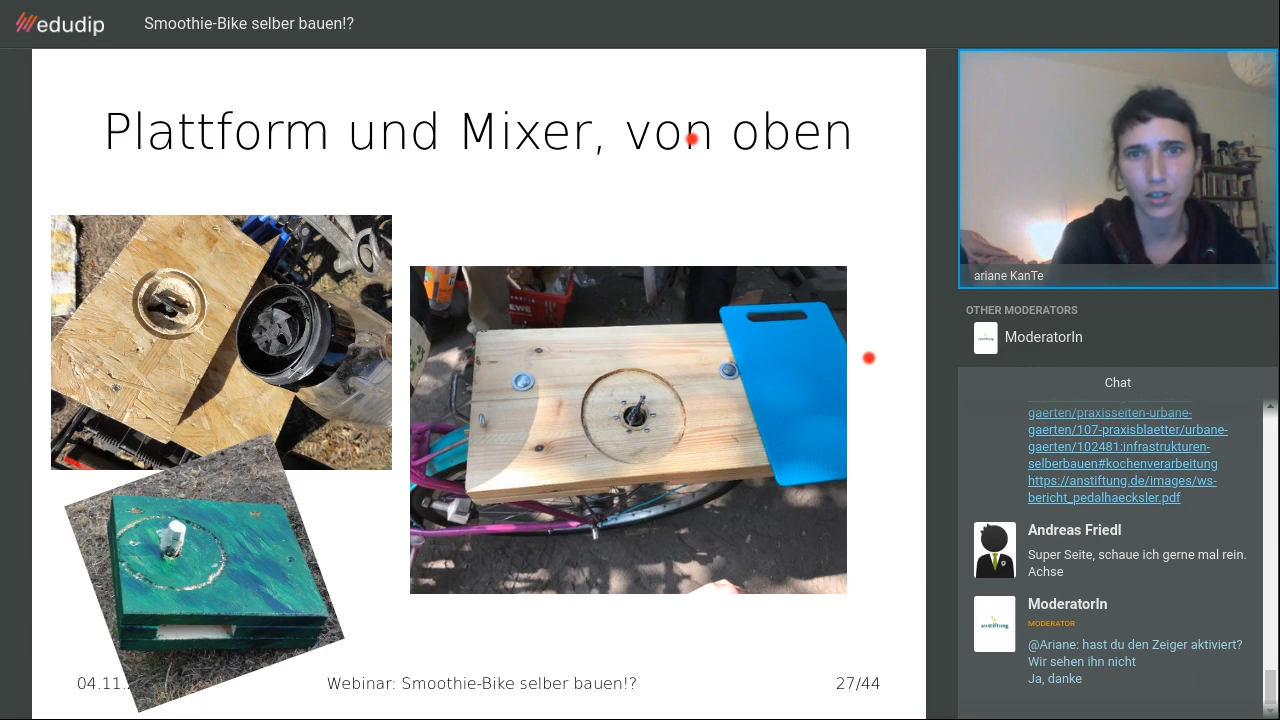 edudip
Smoothie-Bike selber bauen!?
Plattform und Mixer, von oben
REWE
04.11.
Webinar: Smoothie-Bike selber bauen!?
27/44
ariane KanTe
OTHER MODERATORS
anstiftung
ModeratorIn
Chat
gaerten/praxisseiten-urbane-
gaerten/107-praxisblaetter/urbane-
gaerten/102481:infrastrukturen-
selberbauen#kochenverarbeitung
https://anstiftung.de/images/ws-
bericht_pedalhaecksler.pdf
Andreas Friedl
Super Seite, schaue ich gerne mal rein.
Achse
anstiftung
ModeratorIn
MODERATOR
@Ariane: hast du den Zeiger aktiviert?
Wir sehen ihn nicht
Ja, danke